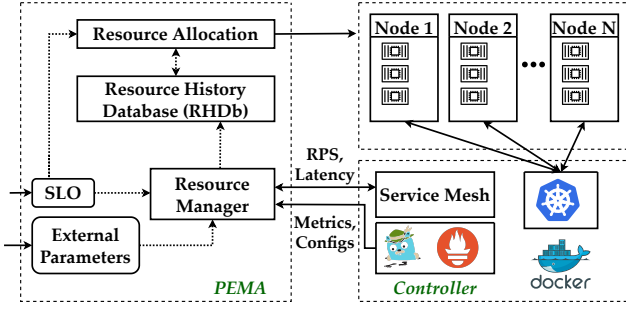 Resource Allocation
Resource History
Database (RHDb)
SLO
Resource
Manager
External
Parameters
PEMA
Node 1
Node 2
Node N
RPS,
Latency
Metrics,
Configs
Service Mesh
Controller
docker